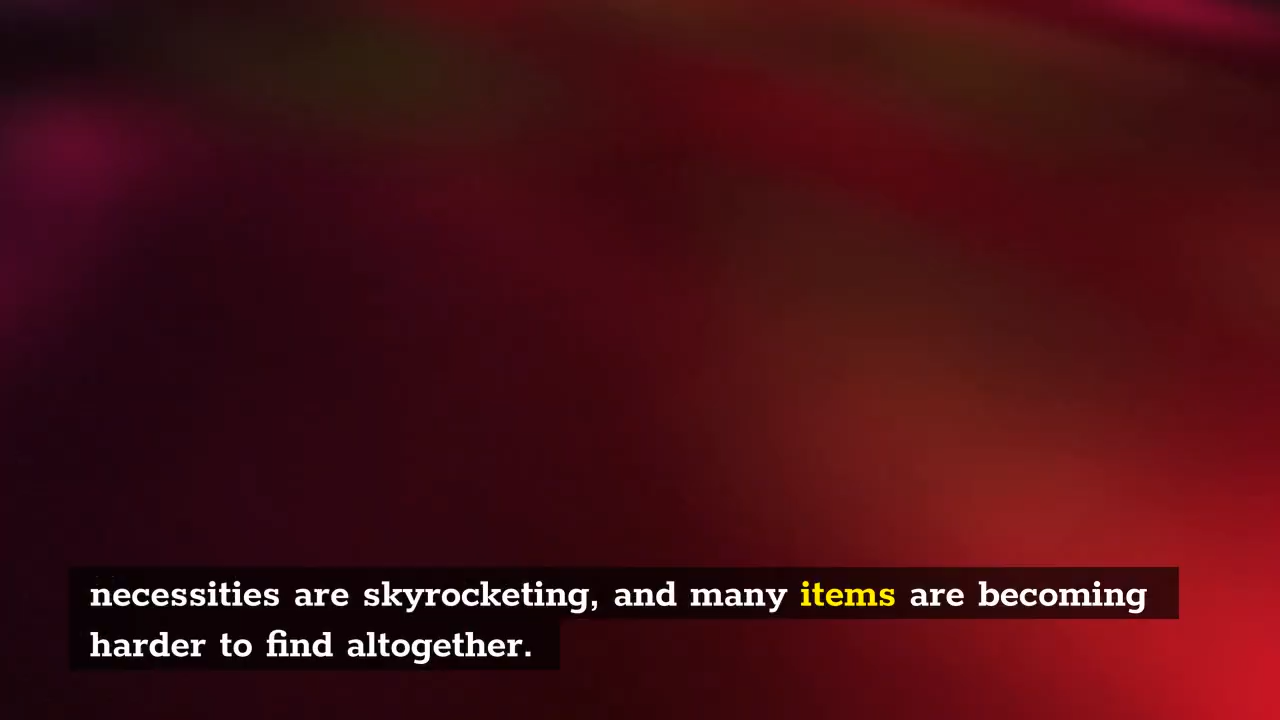 necessities are skyrocketing, and many items are becoming
harder to find altogether.